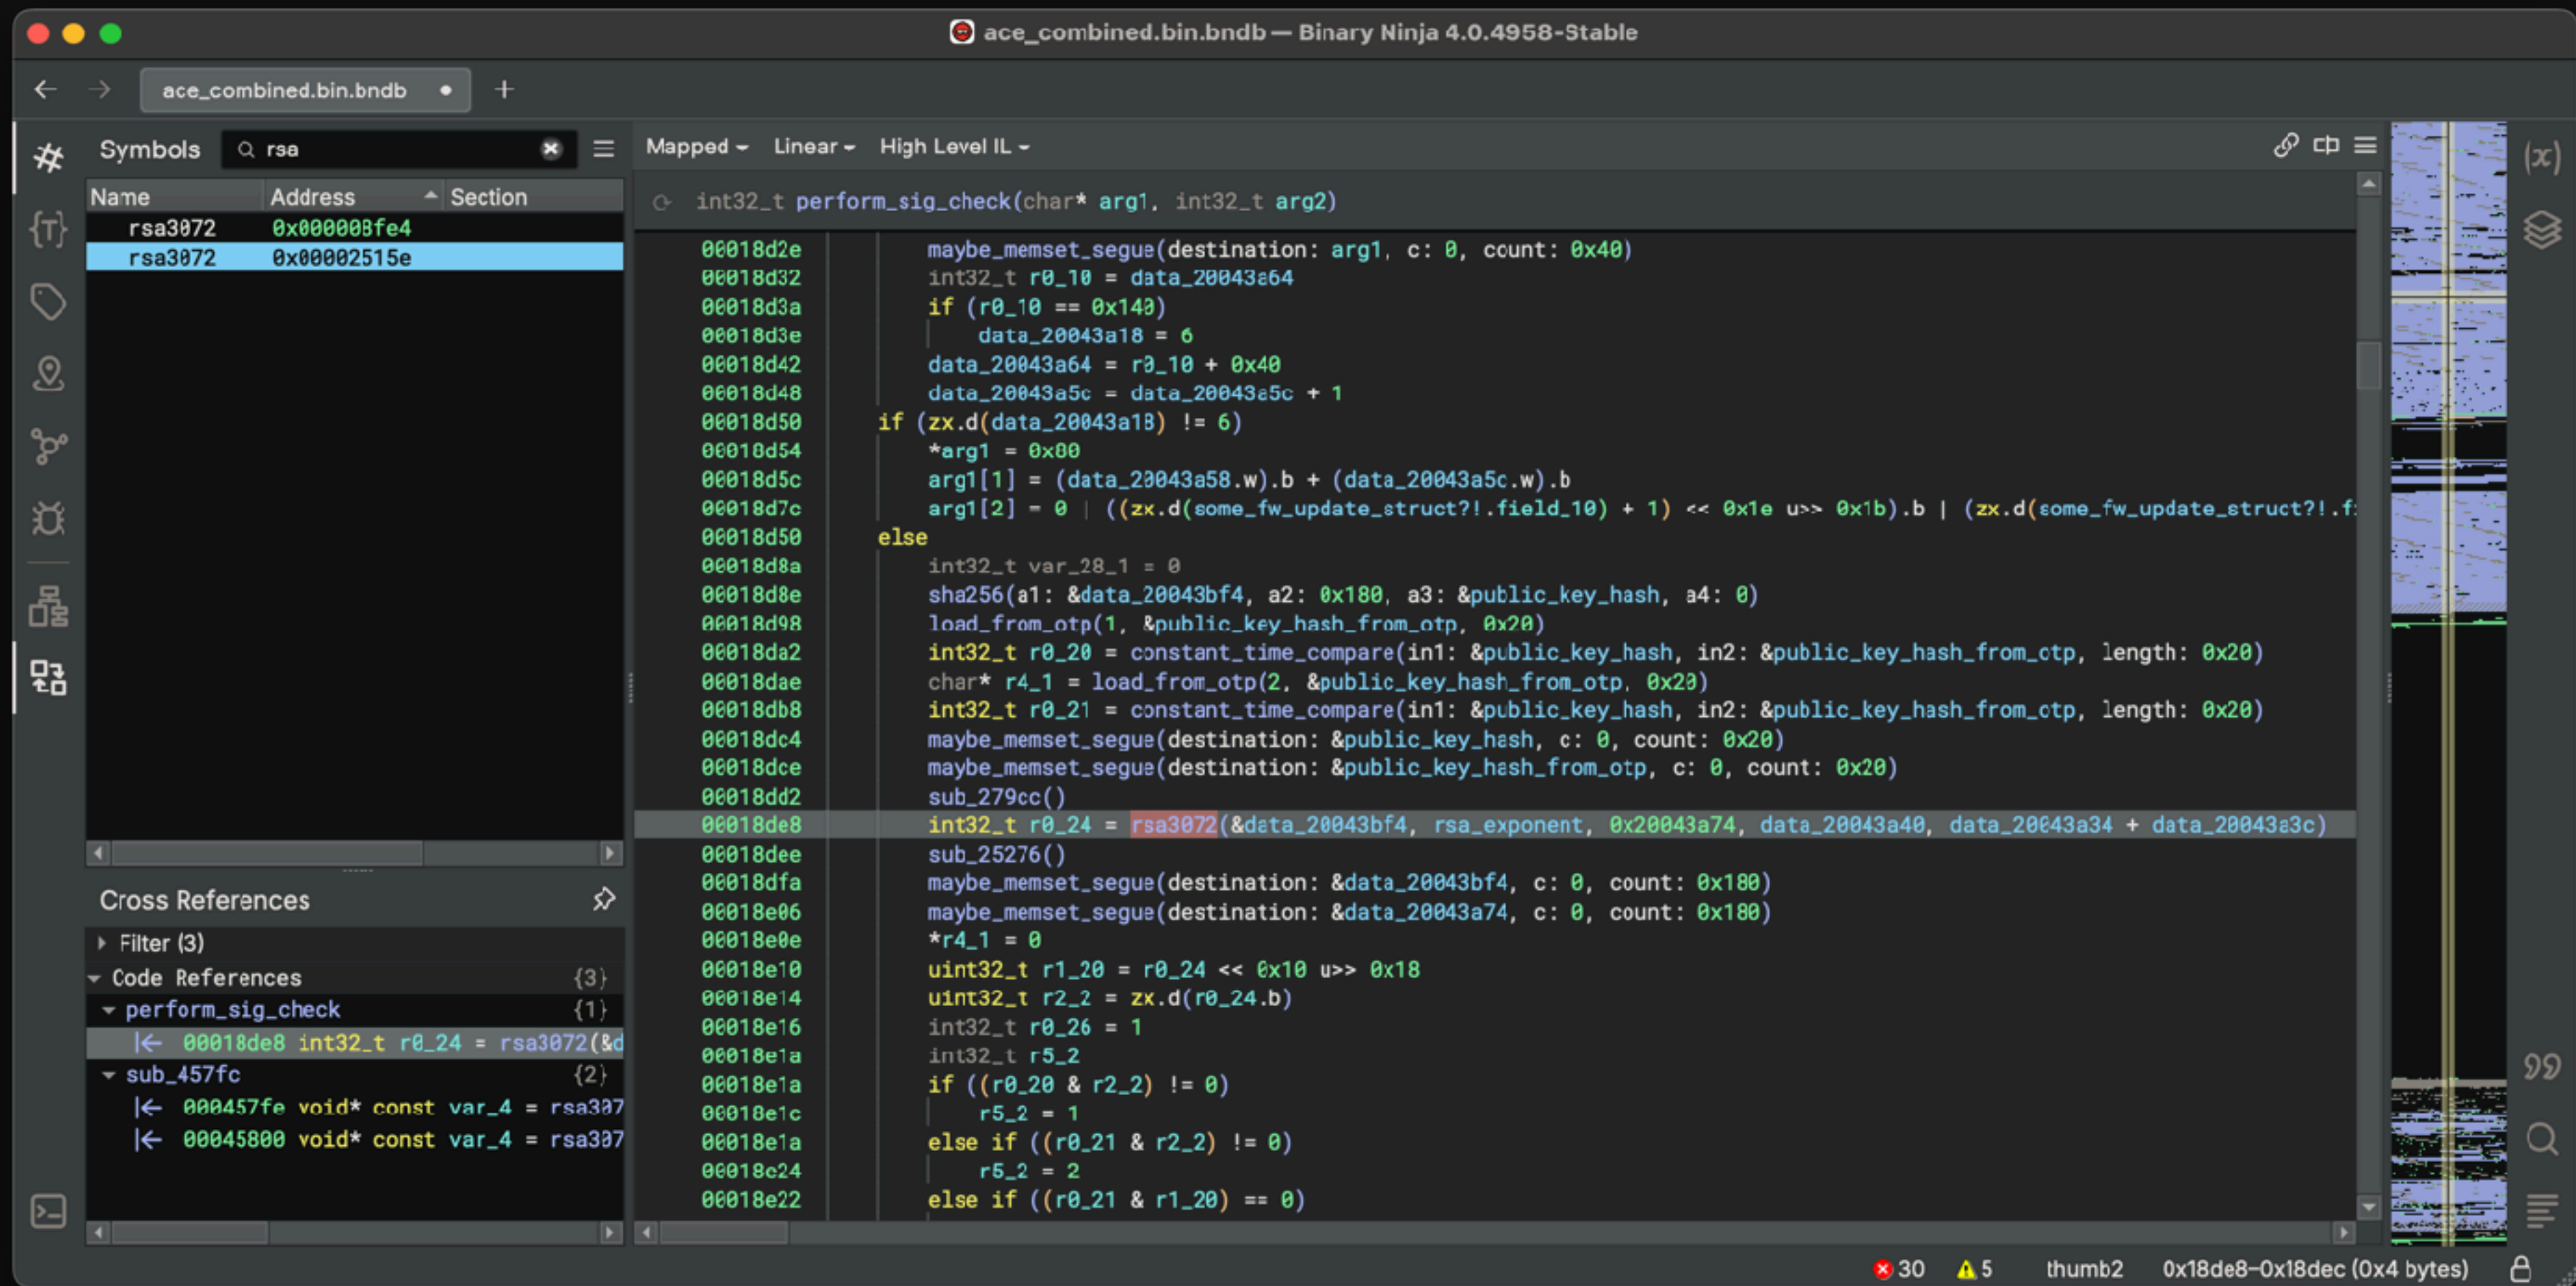 ace_combined.bin.bndb — Binary Ninja 4.0.4958-Stable
ace_combined.bin.bndb
Symbols
rsa
Name Address Section
rsa3072 0x00008fe4
rsa3072 0x0002515e
Cross References
Filter (3)
Code References {3}
perform_sig_check {1}
00018de8 int32_t r0_24 = rsa3072(&d
sub_457fc {2}
000457fe void* const var_4 = rsa307
00045800 void* const var_4 = rsa307
Mapped Linear High Level IL
int32_t perform_sig_check(char* arg1, int32_t arg2)
00018d2e maybe_memset_segue(destination: arg1, c: 0, count: 0x40)
00018d32 int32_t r0_10 = data_20043a64
00018d3a if (r0_10 == 0x140)
00018d3e data_20043a18 = 6
00018d42 data_20043a64 = r0_10 + 0x40
00018d48 data_20043a5c = data_20043a5c + 1
00018d50 if (zx.d(data_20043a18) != 6)
00018d54 *arg1 = 0x80
00018d5c arg1[1] = (data_20043a58.w).b + (data_20043a5c.w).b
00018d7c arg1[2] = 0 | ((zx.d(some_fw_update_struct?!.field_10) + 1) << 0x1e u>> 0x1b).b | (zx.d(some_fw_update_struct?!.f
00018d50 else
00018d8a int32_t var_28_1 = 0
00018d8e sha256(a1: &data_20043bf4, a2: 0x180, a3: &public_key_hash, a4: 0)
00018d98 load_from_otp(1, &public_key_hash_from_otp, 0x20)
00018da2 int32_t r0_20 = constant_time_compare(in1: &public_key_hash, in2: &public_key_hash_from_otp, length: 0x20)
00018dae char* r4_1 = load_from_otp(2, &public_key_hash_from_otp, 0x20)
00018db8 int32_t r0_21 = constant_time_compare(in1: &public_key_hash, in2: &public_key_hash_from_otp, length: 0x20)
00018dc4 maybe_memset_segue(destination: &public_key_hash, c: 0, count: 0x20)
00018dce maybe_memset_segue(destination: &public_key_hash_from_otp, c: 0, count: 0x20)
00018dd2 sub_279cc()
00018de8 int32_t r0_24 = rsa3072(&data_20043bf4, rsa_exponent, 0x20043a74, data_20043a40, data_20043a34 + data_20043a3c)
00018dee sub_25276()
00018dfa maybe_memset_segue(destination: &data_20043bf4, c: 0, count: 0x180)
00018e06 maybe_memset_segue(destination: &data_20043a74, c: 0, count: 0x180)
00018e0e *r4_1 = 0
00018e10 uint32_t r1_20 = r0_24 << 0x10 u>> 0x18
00018e14 uint32_t r2_2 = zx.d(r0_24.b)
00018e16 int32_t r0_26 = 1
00018e1a int32_t r5_2
00018e1a if ((r0_20 & r2_2) != 0)
00018e1c r5_2 = 1
00018e1a else if ((r0_21 & r2_2) != 0)
00018e24 r5_2 = 2
00018e22 else if ((r0_21 & r1_20) == 0)
30 5 thumb2 0x18de8–0x18dec (0x4 bytes)